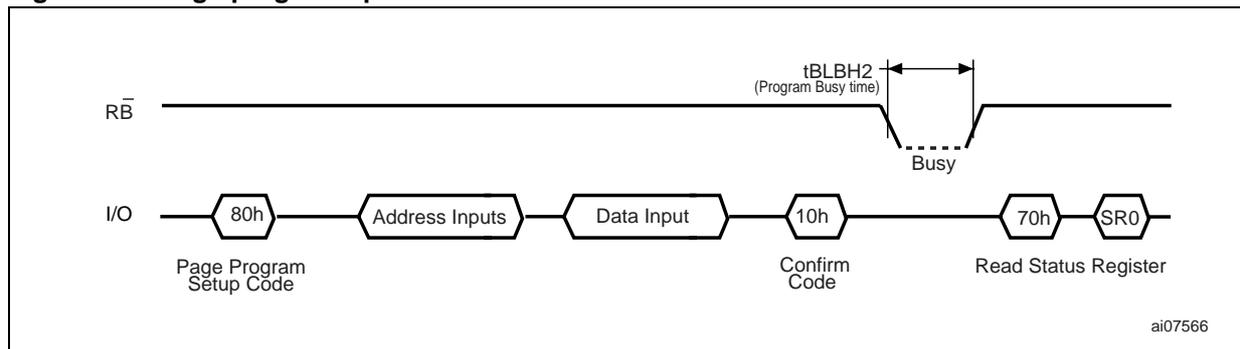 tBLBH2
(Program Busy time)
RB̅
Busy
I/O
80h
Address Inputs
Data Input
10h
70h
SR0
Page Program
Setup Code
Confirm
Code
Read Status Register
ai07566